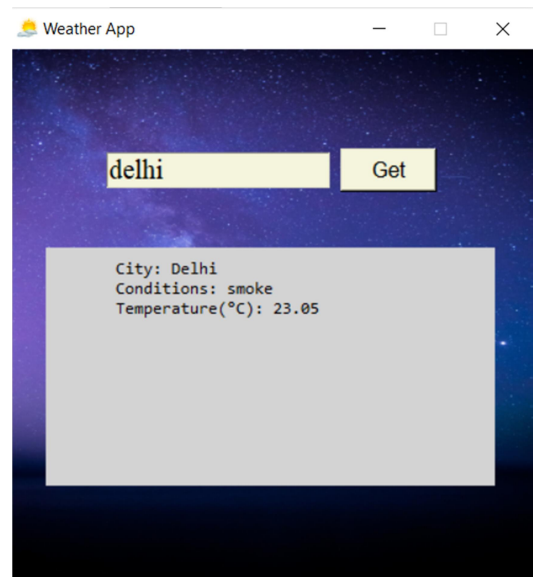 Weather App
delhi
Get
City: Delhi
Conditions: smoke
Temperature(°C): 23.05